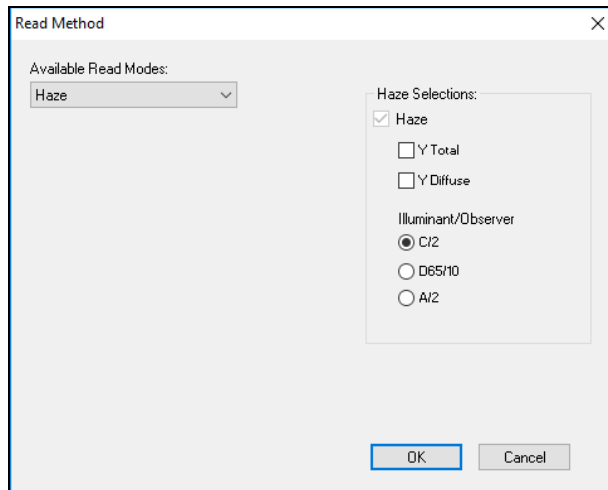 Read Method
Available Read Modes:
Haze
Haze Selections:
Haze
Y Total
Y Diffuse
Illuminant/Observer
C/2
D65/10
A/2
OK
Cancel